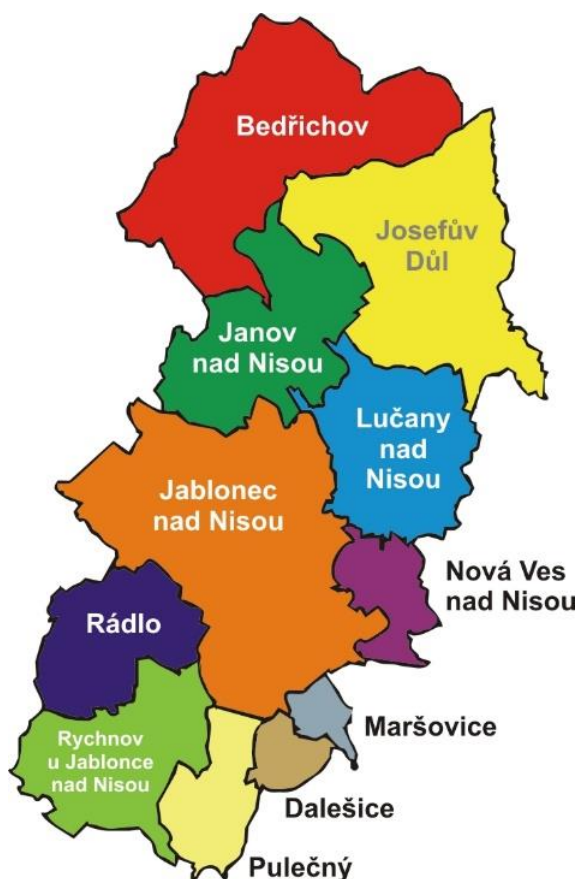 Bedřichov
Josefův
Důl
Janov
nad Nisou
Lučany
nad
Nisou
Jablonec
nad Nisou
Nová Ves
nad Nisou
Rádlo
Maršovice
Rychnov
u Jablonce
nad Nisou
Dalešice
Pulečný